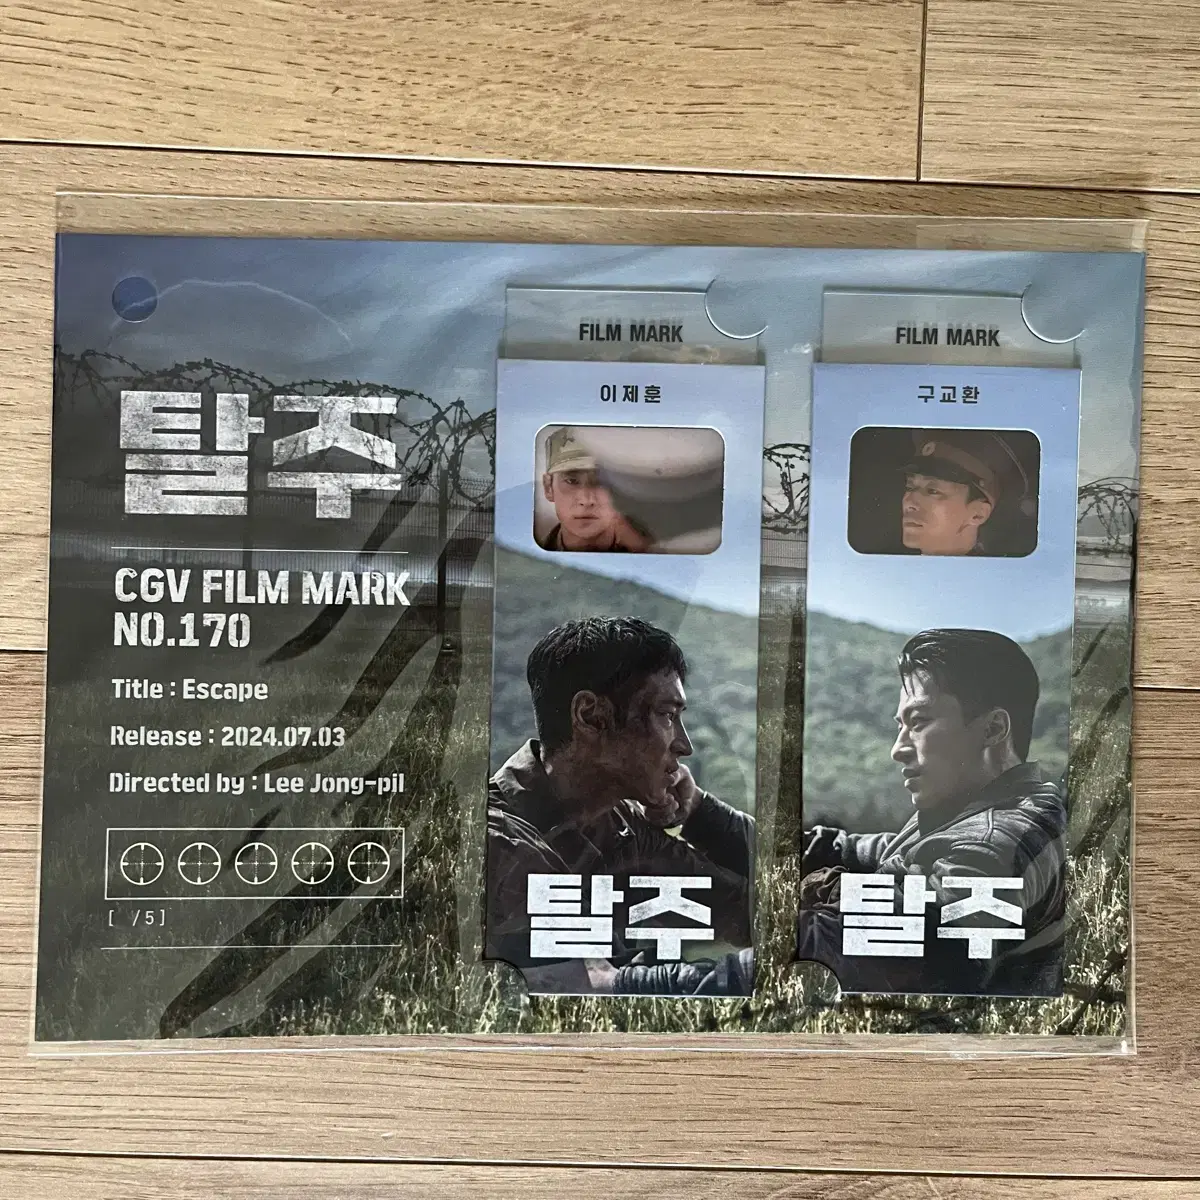 탈주
CGV FILM MARK
NO.170
Title : Escape
Release : 2024.07.03
Directed by : Lee Jong-pil
[ /5]
FILM MARK
이제훈
탈주
FILM MARK
구교환
탈주